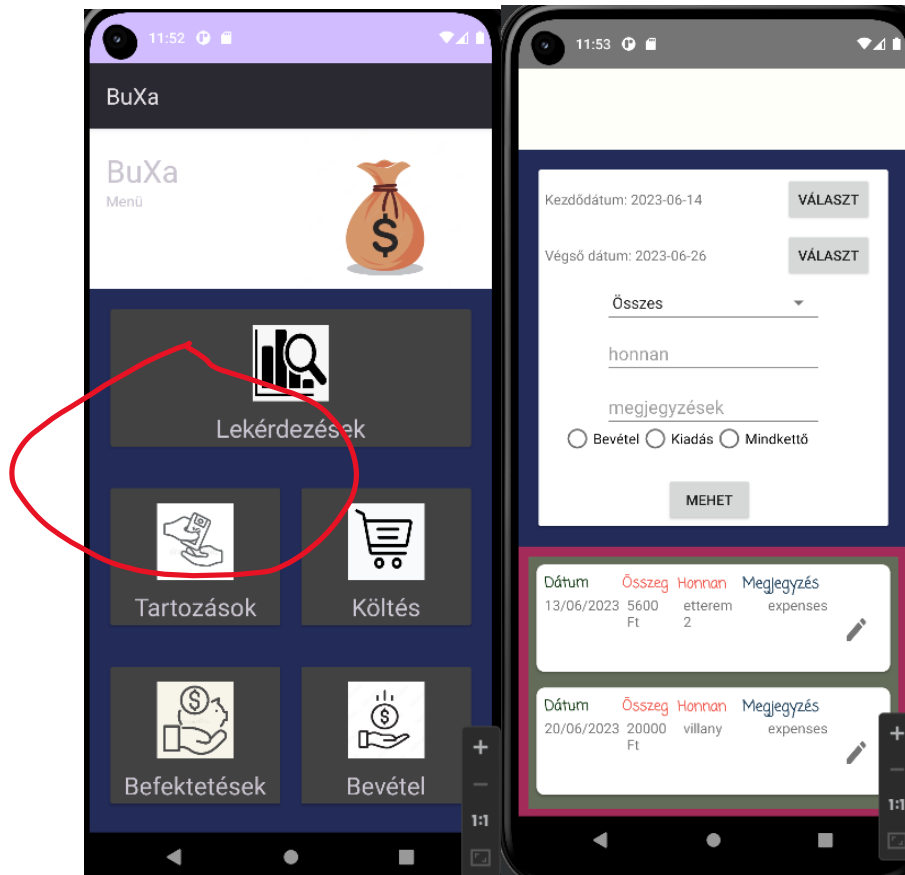 11:52
BuXa
BuXa
Menü
$
Lekérdezések
Tartozások
Költés
$
$
Befektetések
Bevétel
1:1
11:53
Kezdődátum: 2023-06-14 VÁLASZT
Végső dátum: 2023-06-26 VÁLASZT
Összes
honnan
megjegyzések
Bevétel Kiadás Mindkettő
MEHET
Dátum Összeg Honnan Megjegyzés
13/06/2023 5600 etterem expenses
Ft 2
Dátum Összeg Honnan Megjegyzés
20/06/2023 20000 villany expenses
Ft
1:1